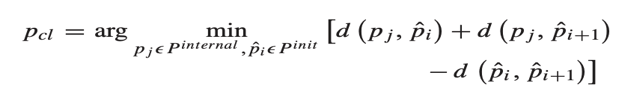 p_{cl} = arg min_{p_j ϵ P^{internal}, p̂_i ϵ P^{init}} [d (p_j, p̂_i) + d (p_j, p̂_{i+1})
− d (p̂_i, p̂_{i+1})]